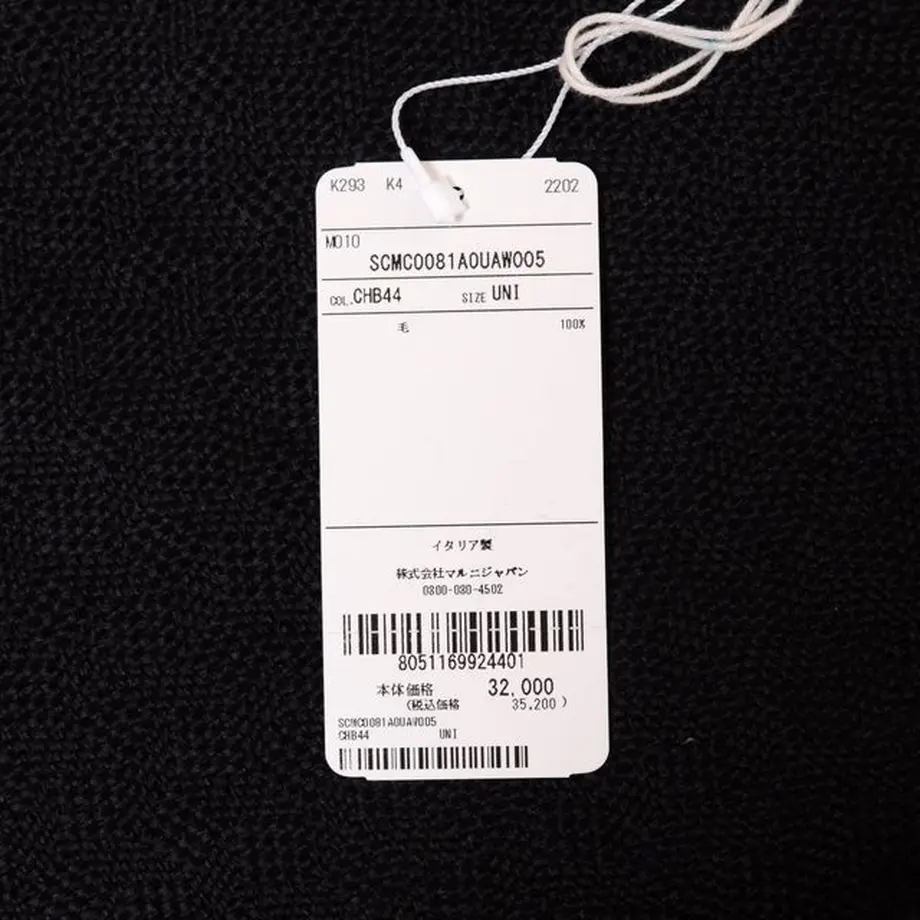 K293 K4 2202
M010
SCMC0081A0UAW005
COL.CHB44 SIZE UNI
毛 100%
イタリア製
株式会社マルニジャパン
0800-080-4502
8051169924401
本体価格 32,000
(税込価格 35,200 )
SCMC0081A0UAW005
CHB44 UNI